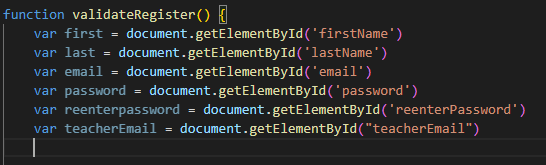 function validateRegister() {
var first = document.getElementById('firstName')
var last = document.getElementById('lastName')
var email = document.getElementById('email')
var password = document.getElementById('password')
var reenterpassword = document.getElementById('reenterPassword')
var teacherEmail = document.getElementById("teacherEmail")